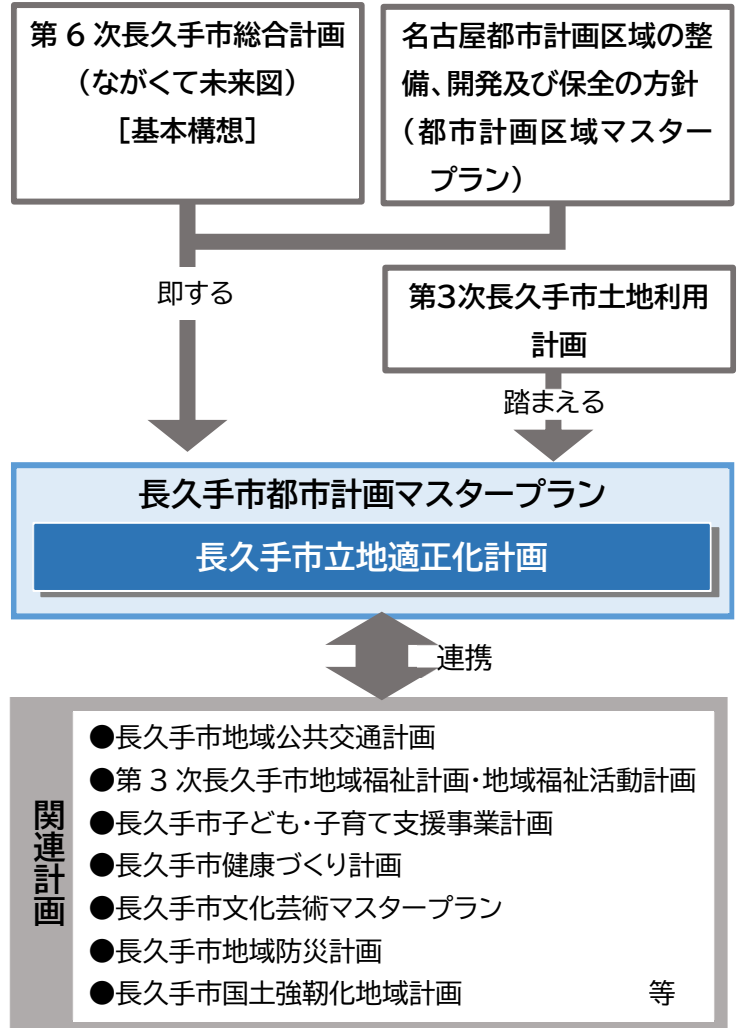 第6次長久手市総合計画
(ながくて未来図)
[基本構想]
名古屋都市計画区域の整
備、開発及び保全の方針
(都市計画区域マスター
プラン)
即する
第3次長久手市土地利用
計画
踏まえる
長久手市都市計画マスタープラン
長久手市立地適正化計画
連携
関連計画
●長久手市地域公共交通計画
●第3次長久手市地域福祉計画・地域福祉活動計画
●長久手市子ども・子育て支援事業計画
●長久手市健康づくり計画
●長久手市文化芸術マスタープラン
●長久手市地域防災計画
●長久手市国土強靭化地域計画 等